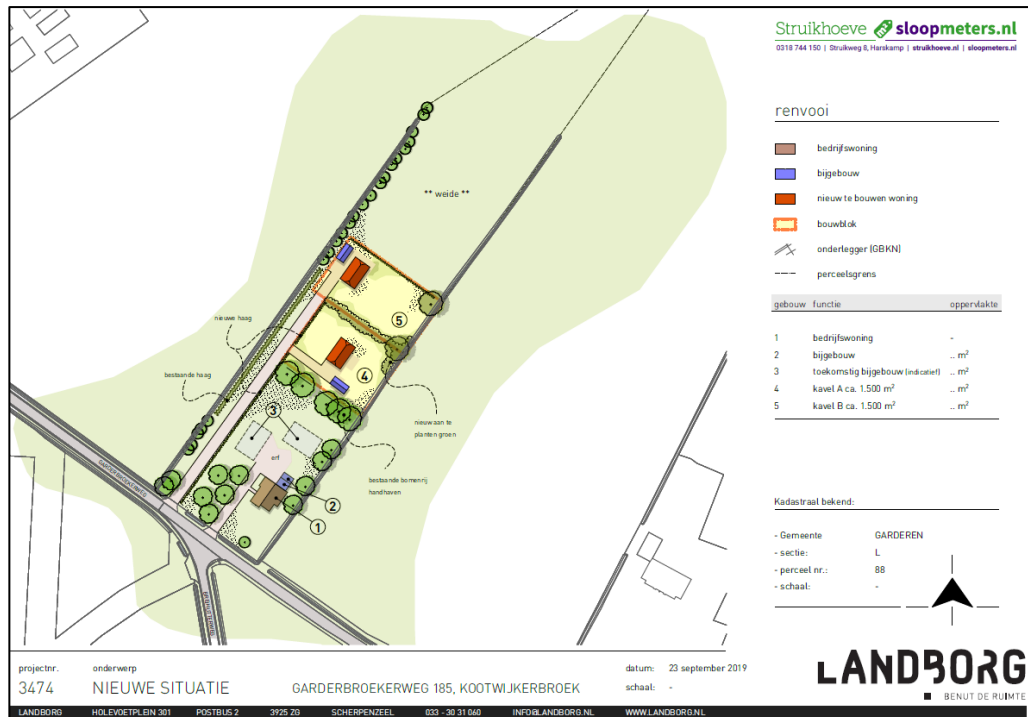 Struikhoeve sloopmeters.nl
0318 744 150 | Struikweg 8, Harskamp | struikhoeve.nl | sloopmeters.nl
renvooi
bedrijfswoning
bijgebouw
nieuw te bouwen woning
bouwblok
onderlegger (GBKN)
perceelsgrens
gebouw functie oppervlakte
1 bedrijfswoning -
2 bijgebouw .. m²
3 toekomstig bijgebouw (indicatief) .. m²
4 kavel A ca. 1.500 m² .. m²
5 kavel B ca. 1.500 m² .. m²
Kadastraal bekend:
- Gemeente GARDEREN
- sectie: L
- perceel nr.: 88
- schaal: -
** weide **
nieuwe haag
bestaande haag
5
4
3
erf
2
1
nieuw aan te
planten groen
bestaande bomenrij
handhaven
GARDERBROEKERWEG
projectnr. onderwerp datum: 23 september 2019
3474 NIEUWE SITUATIE GARDERBROEKERWEG 185, KOOTWIJKERBROEK schaal: -
LANDBORG
BENUT DE RUIMTE
LANDBORG HOLEVOETPLEIN 301 POSTBUS 2 3925 ZG SCHERPENZEEL 033 - 30 31 060 INFO@LANDBORG.NL WWW.LANDBORG.NL